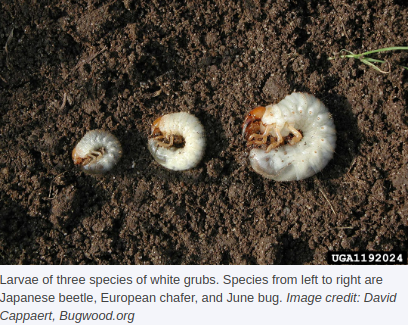 UGA1192024
Larvae of three species of white grubs. Species from left to right are
Japanese beetle, European chafer, and June bug. Image credit: David
Cappaert, Bugwood.org